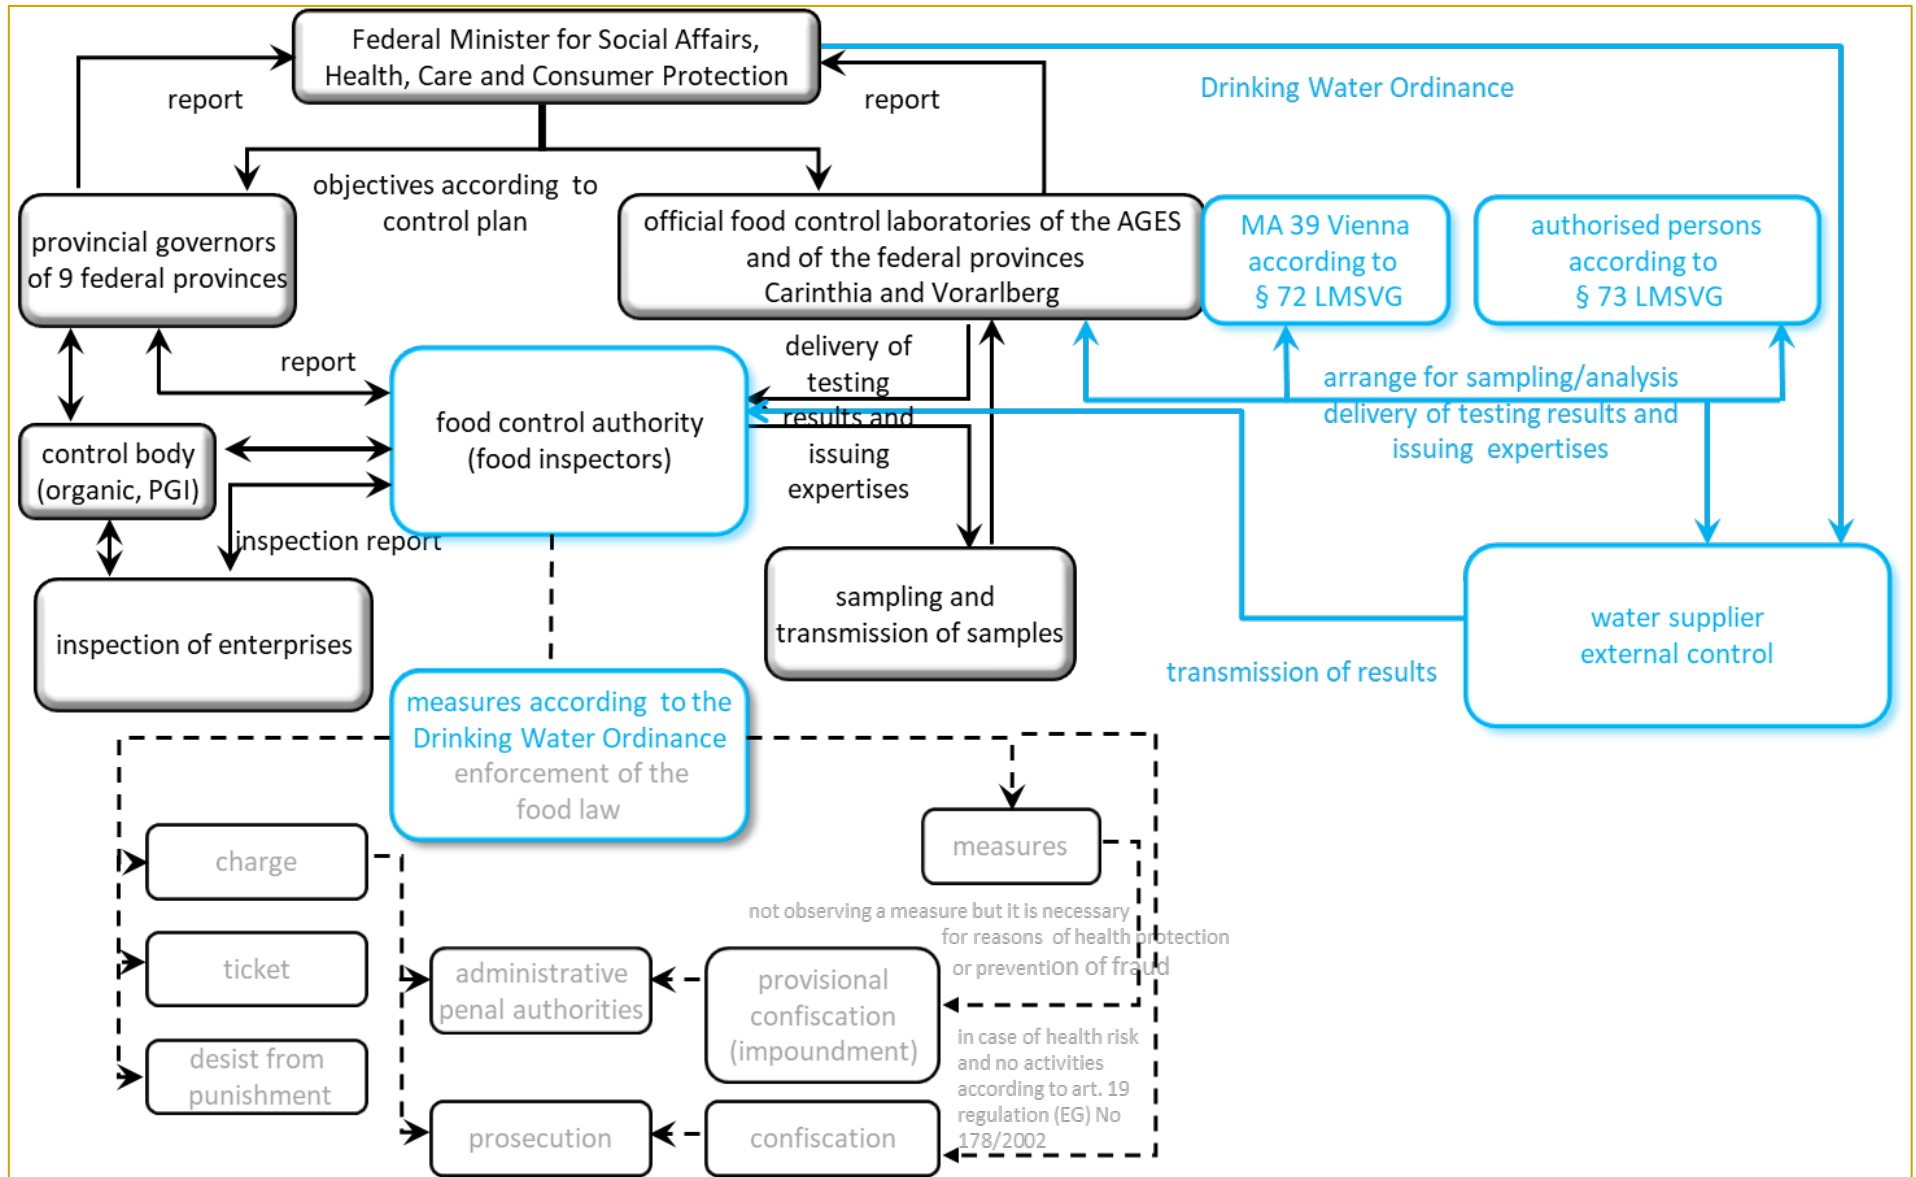 Federal Minister for Social Affairs,
Health, Care and Consumer Protection
report
report
Drinking Water Ordinance
objectives according to
control plan
provincial governors
of 9 federal provinces
official food control laboratories of the AGES
and of the federal provinces
Carinthia and Vorarlberg
MA 39 Vienna
according to
§ 72 LMSVG
authorised persons
according to
§ 73 LMSVG
report
delivery of
testing
results and
issuing
expertises
arrange for sampling/analysis
delivery of testing results and
issuing expertises
food control authority
(food inspectors)
control body
(organic, PGI)
inspection report
inspection of enterprises
sampling and
transmission of samples
water supplier
external control
transmission of results
measures according to the
Drinking Water Ordinance
enforcement of the
food law
charge
measures
not observing a measure but it is necessary
for reasons of health protection
or prevention of fraud
ticket
administrative
penal authorities
provisional
confiscation
(impoundment)
in case of health risk
and no activities
according to art. 19
regulation (EG) No
178/2002
desist from
punishment
prosecution
confiscation